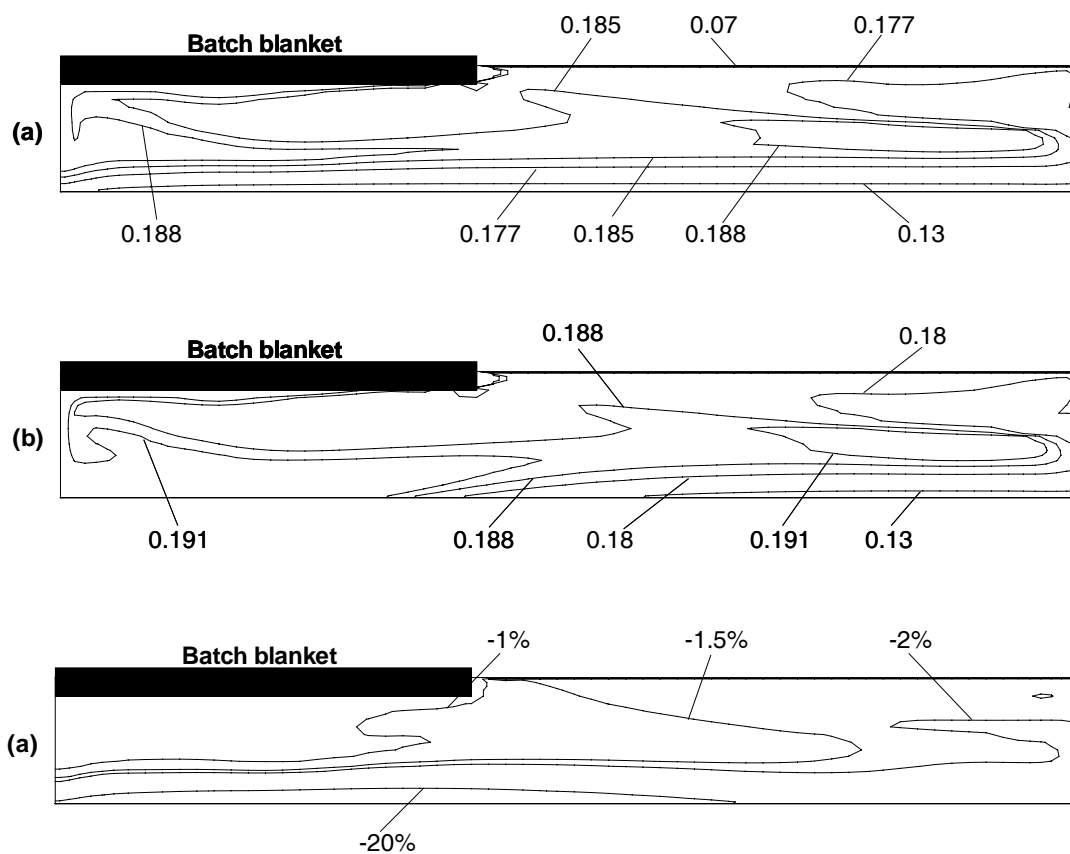 0.185 0.07 0.177
Batch blanket
(a)
0.188 0.177 0.185 0.188 0.13
0.188 0.18
Batch blanket
(b)
0.191 0.188 0.18 0.191 0.13
-1% -1.5% -2%
Batch blanket
(a)
-20%